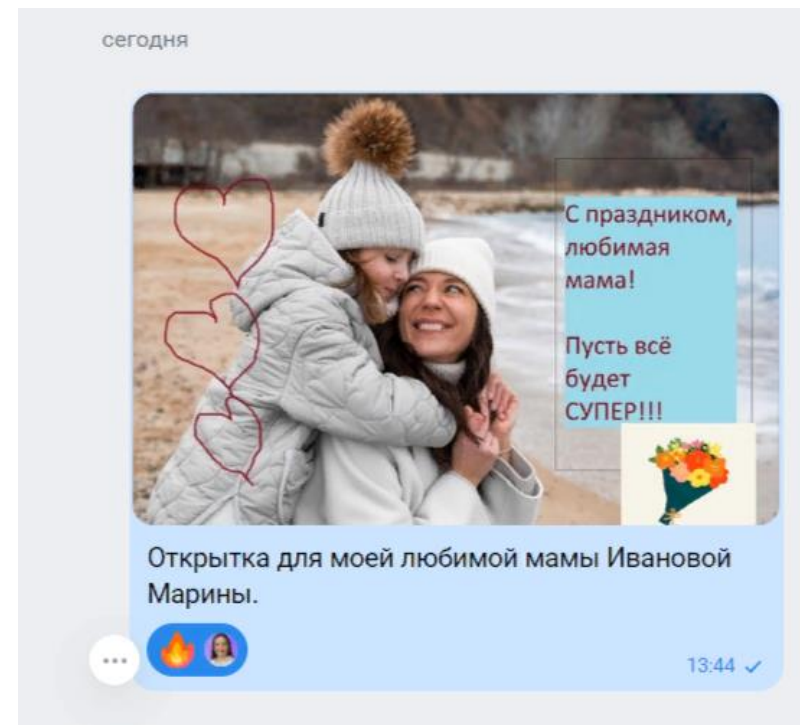 сегодня
С праздником,
любимая
мама!
Пусть всё
будет
СУПЕР!!!
Открытка для моей любимой мамы Ивановой
Марины.
13:44